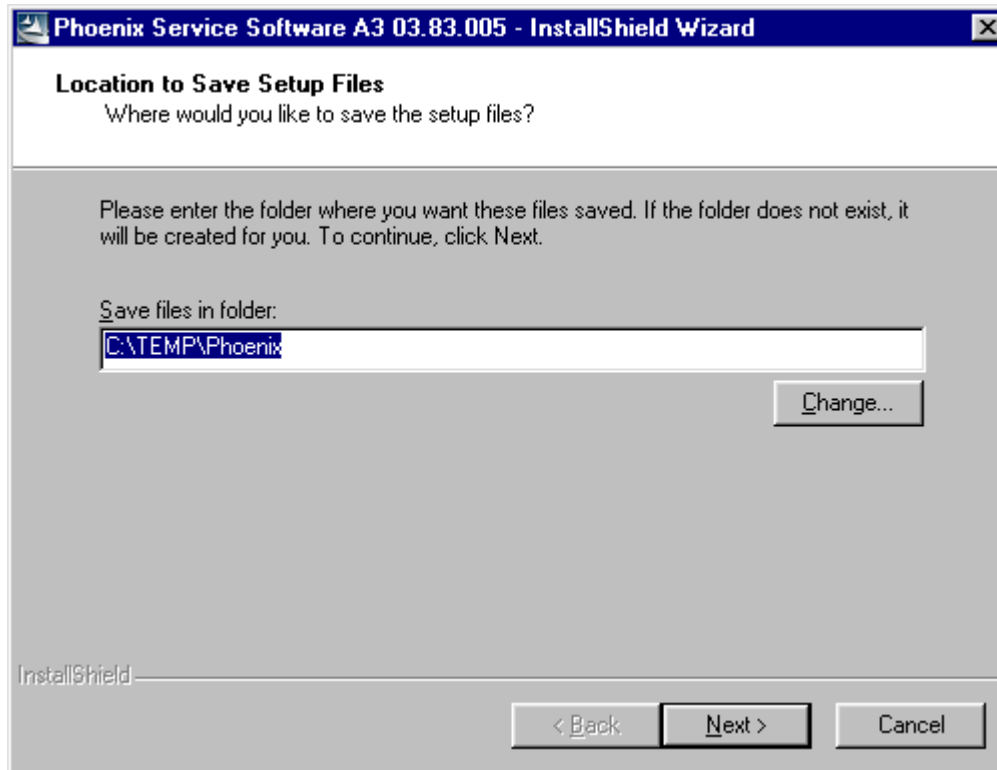 Phoenix Service Software A3 03.83.005 - InstallShield Wizard
Location to Save Setup Files
Where would you like to save the setup files?
Please enter the folder where you want these files saved. If the folder does not exist, it
will be created for you. To continue, click Next.
Save files in folder:
C:\TEMP\Phoenix
Change...
InstallShield
< Back
Next >
Cancel